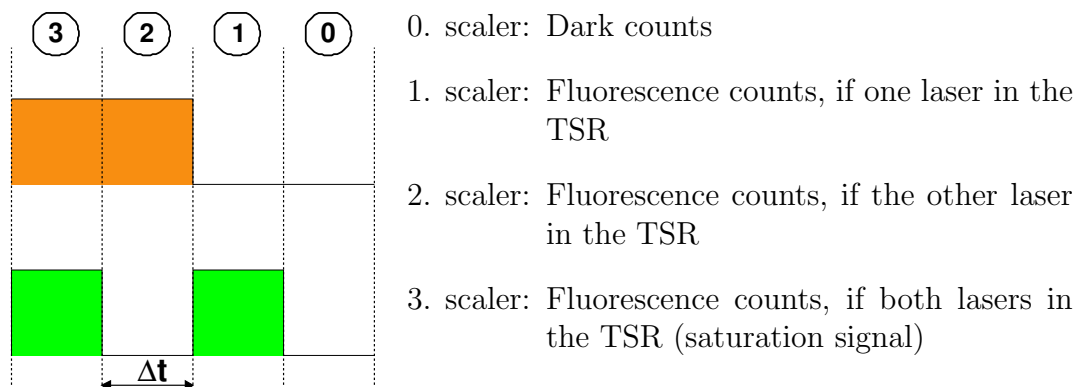 3 2 1 0
Δt
0. scaler: Dark counts
1. scaler: Fluorescence counts, if one laser in the
TSR
2. scaler: Fluorescence counts, if the other laser
in the TSR
3. scaler: Fluorescence counts, if both lasers in
the TSR (saturation signal)